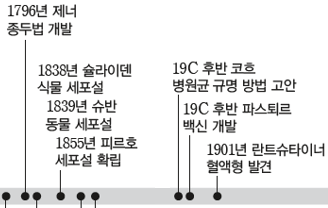 1796년 제너
종두법 개발
1838년 슐라이덴
식물 세포설
1839년 슈반
동물 세포설
1855년 피르호
세포설 확립
19C 후반 코흐
병원균 규명 방법 고안
19C 후반 파스퇴르
백신 개발
1901년 란트슈타이너
혈액형 발견